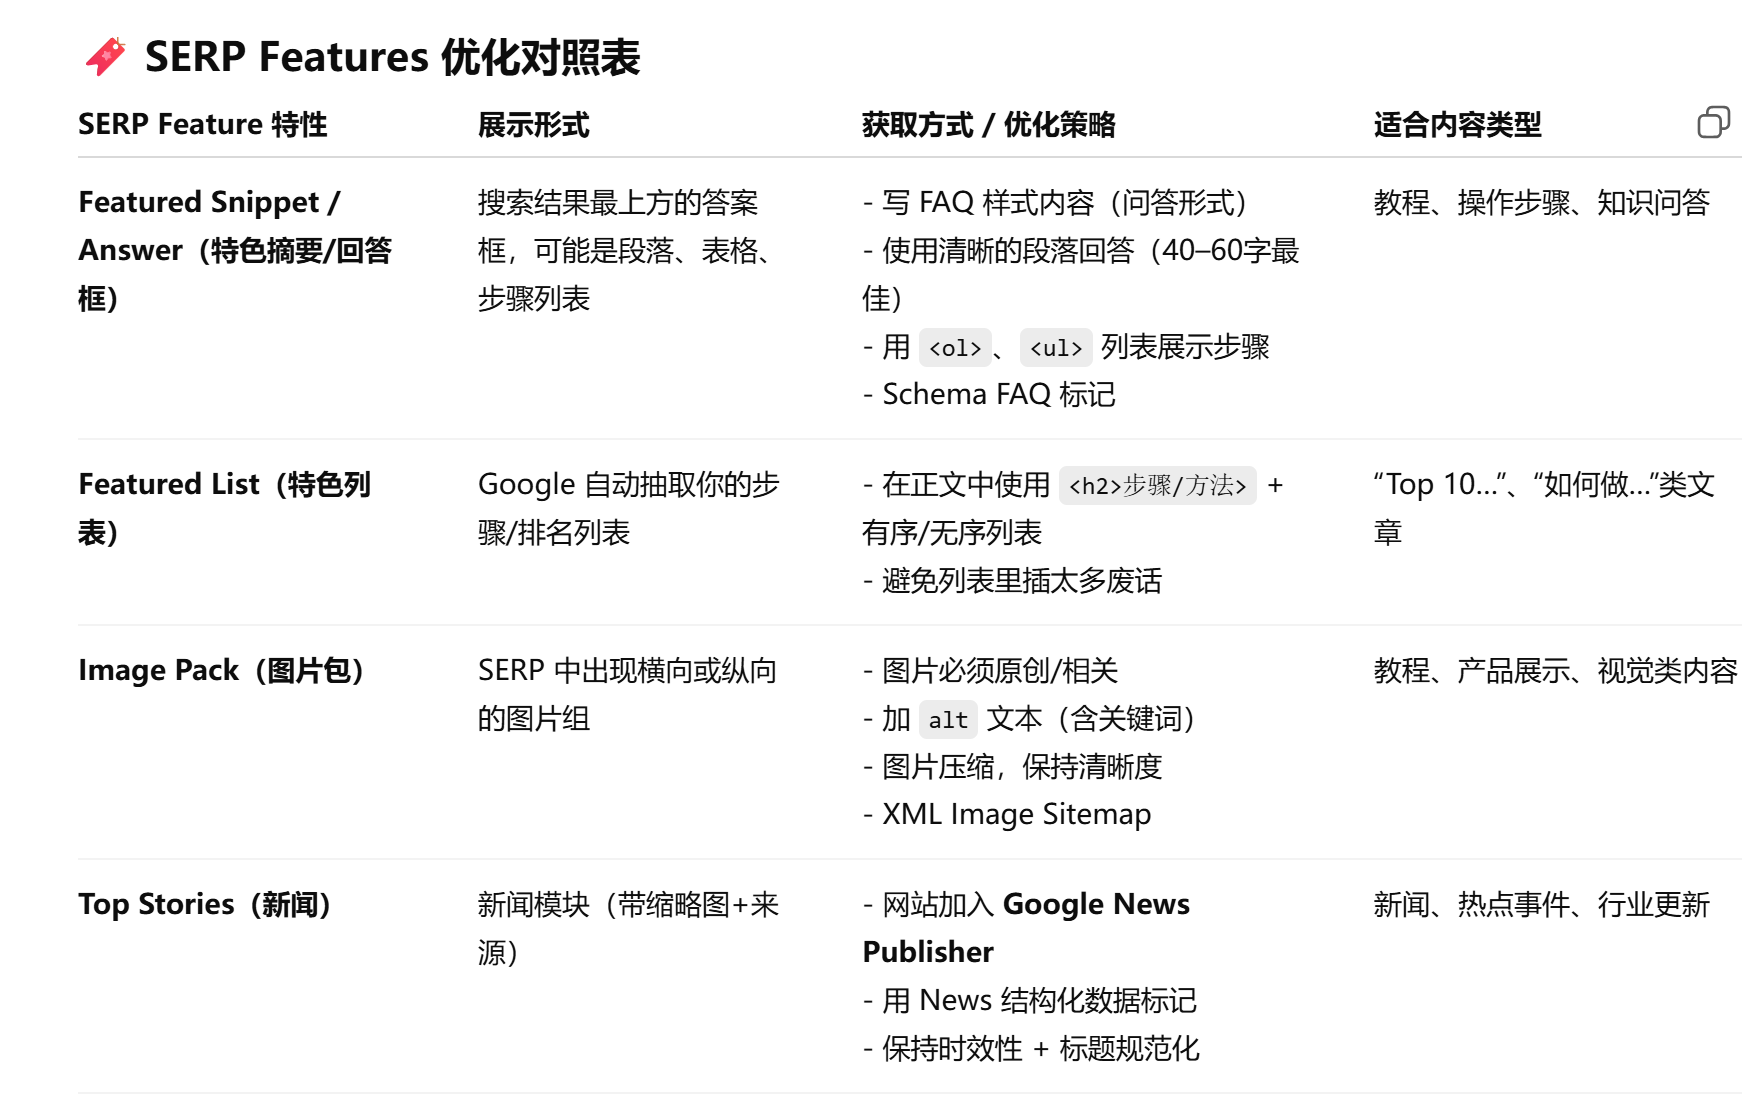 SERP Features 优化对照表
SERP Feature 特性
展示形式
获取方式 / 优化策略
适合内容类型
Featured Snippet /
Answer（特色摘要/回答
框）
搜索结果最上方的答案
框，可能是段落、表格、
步骤列表
- 写 FAQ 样式内容（问答形式）
- 使用清晰的段落回答（40–60字最
佳）
- 用 <ol>、<ul> 列表展示步骤
- Schema FAQ 标记
教程、操作步骤、知识问答
Featured List（特色列
表）
Google 自动抽取你的步
骤/排名列表
- 在正文中使用 <h2>步骤/方法> +
有序/无序列表
- 避免列表里插太多废话
“Top 10…”、“如何做…”类文
章
Image Pack（图片包）
SERP 中出现横向或纵向
的图片组
- 图片必须原创/相关
- 加 alt 文本（含关键词）
- 图片压缩，保持清晰度
- XML Image Sitemap
教程、产品展示、视觉类内容
Top Stories（新闻）
新闻模块（带缩略图+来
源）
- 网站加入 Google News
Publisher
- 用 News 结构化数据标记
- 保持时效性 + 标题规范化
新闻、热点事件、行业更新